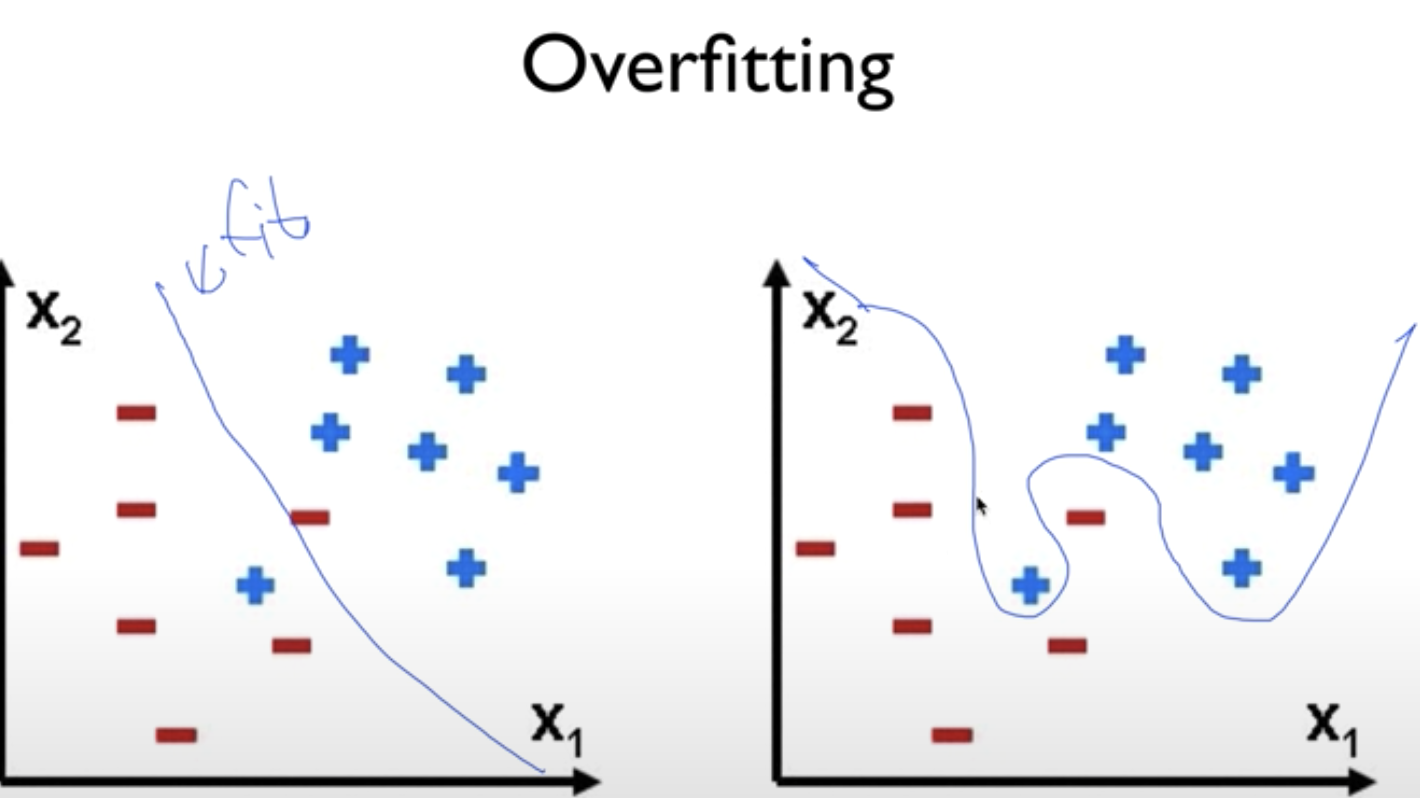 Overfitting
fit
x₂
x₂
x₁
x₁